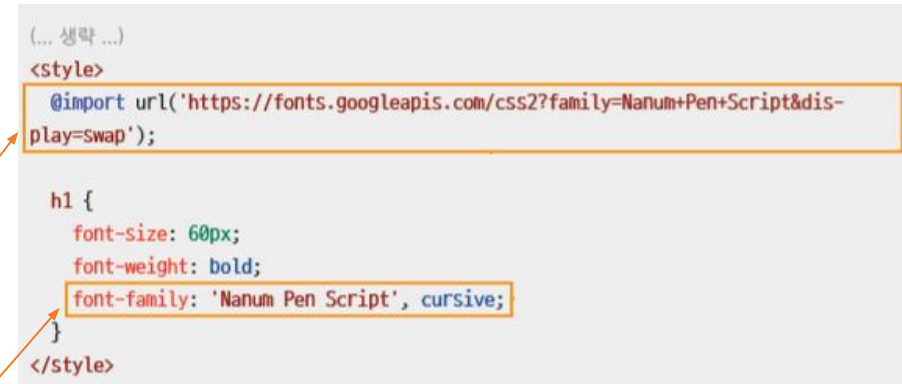 (... 생략 ...)
<style>
@import url('https://fonts.googleapis.com/css2?family=Nanum+Pen+Script&dis-
play=swap');
h1 {
font-size: 60px;
font-weight: bold;
font-family: 'Nanum Pen Script', cursive;
}
</style>